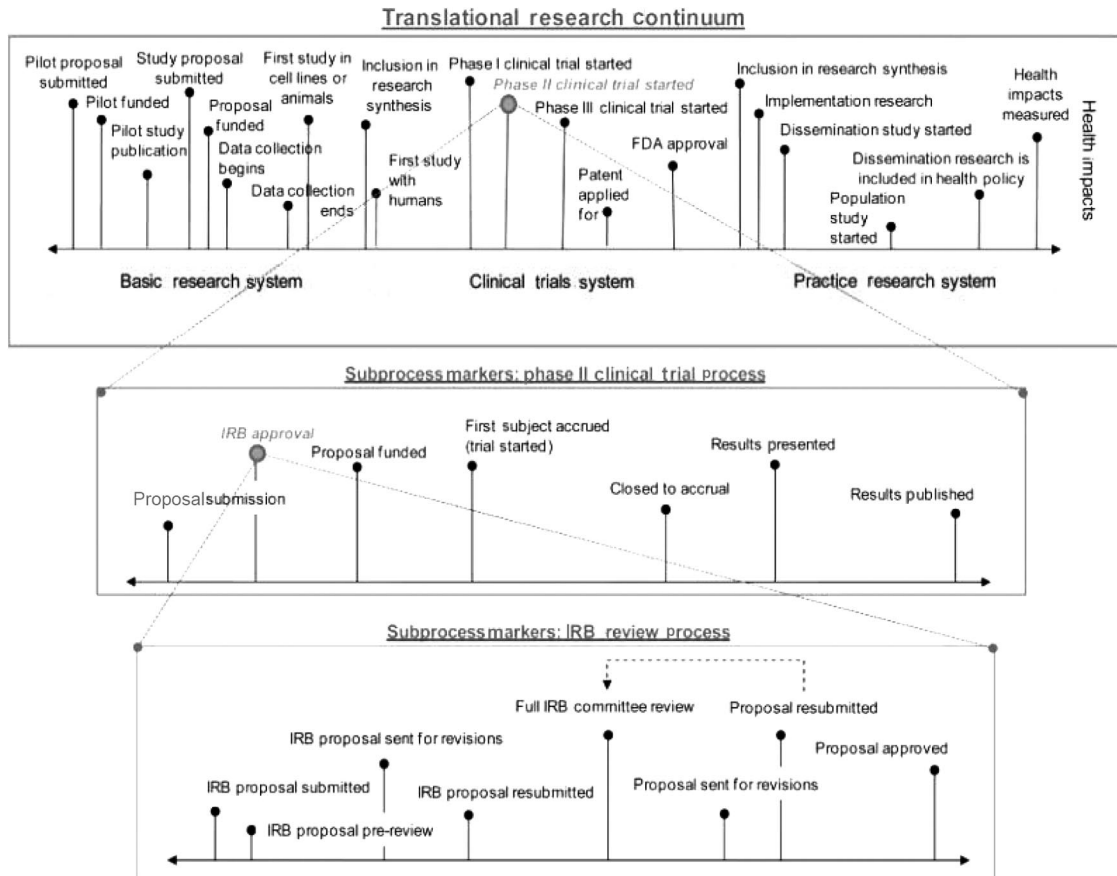 Translational research continuum
Pilot proposal
submitted
Pilot funded
Pilot study
publication
Study proposal
submitted
Proposal
funded
Data collection
begins
First study in
cell lines or
animals
Data collection
ends
Inclusion in
research
synthesis
First study
with
humans
Phase I clinical trial started
Phase II clinical trial started
Phase III clinical trial started
Patent
applied
for
FDA approval
Inclusion in research synthesis
Implementation research
Dissemination study started
Population
study
started
Dissemination research is
included in health policy
Health
impacts
measured
Health impacts
Basic research system
Clinical trials system
Practice research system
Subprocess markers: phase II clinical trial process
Proposal submission
IRB approval
Proposal funded
First subject accrued
(trial started)
Closed to accrual
Results presented
Results published
Subprocess markers: IRB review process
IRB proposal submitted
IRB proposal pre-review
IRB proposal sent for revisions
IRB proposal resubmitted
Full IRB committee review
Proposal sent for revisions
Proposal resubmitted
Proposal approved